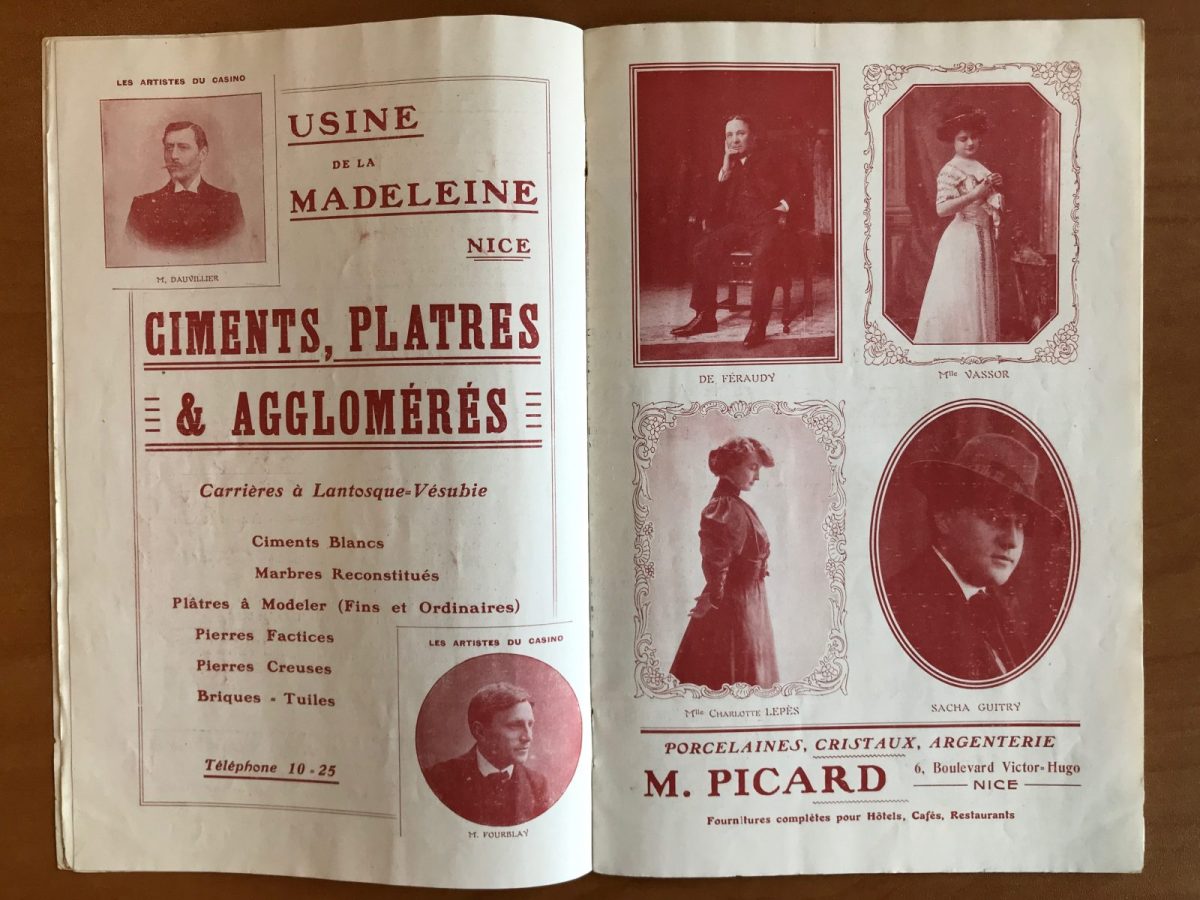 LES ARTISTES DU CASINO
M. DAUVILLIER
USINE
DE LA
MADELEINE
NICE
CIMENTS, PLATRES
& AGGLOMÉRÉS
Carrières à Lantosque-Vésubie
Ciments Blancs
Marbres Reconstitués
Plâtres à Modeler (Fins et Ordinaires)
Pierres Factices
Pierres Creuses
Briques - Tuiles
Téléphone 10-25
LES ARTISTES DU CASINO
M. FOURBLAY
DE FÉRAUDY
Mlle VASSOR
Mlle CHARLOTTE LEPÈS
SACHA GUITRY
PORCELAINES, CRISTAUX, ARGENTERIE
M. PICARD
6, Boulevard Victor-Hugo
NICE
Fournitures complètes pour Hôtels, Cafés, Restaurants